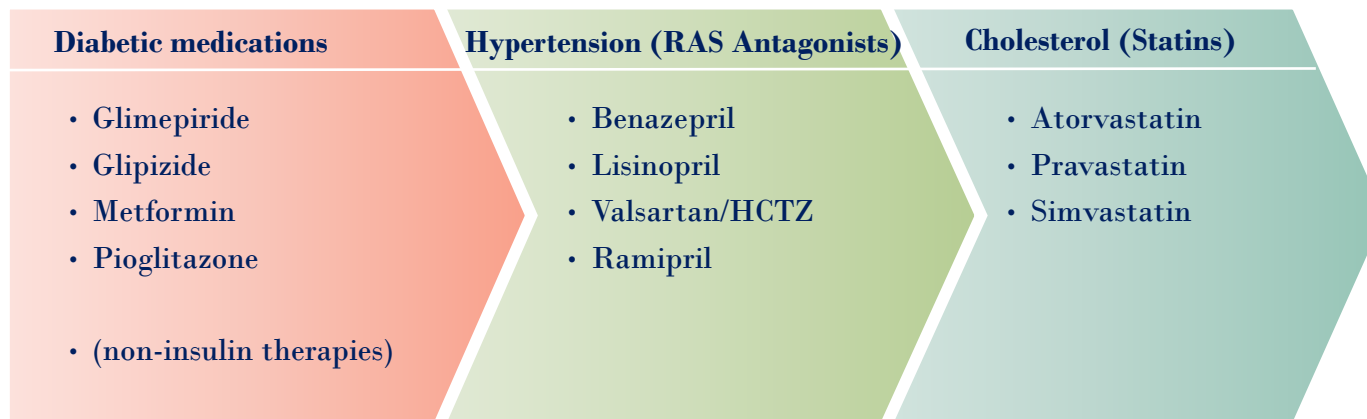 Diabetic medications
• Glimepiride
• Glipizide
• Metformin
• Pioglitazone
• (non-insulin therapies)
Hypertension (RAS Antagonists)
• Benazepril
• Lisinopril
• Valsartan/HCTZ
• Ramipril
Cholesterol (Statins)
• Atorvastatin
• Pravastatin
• Simvastatin